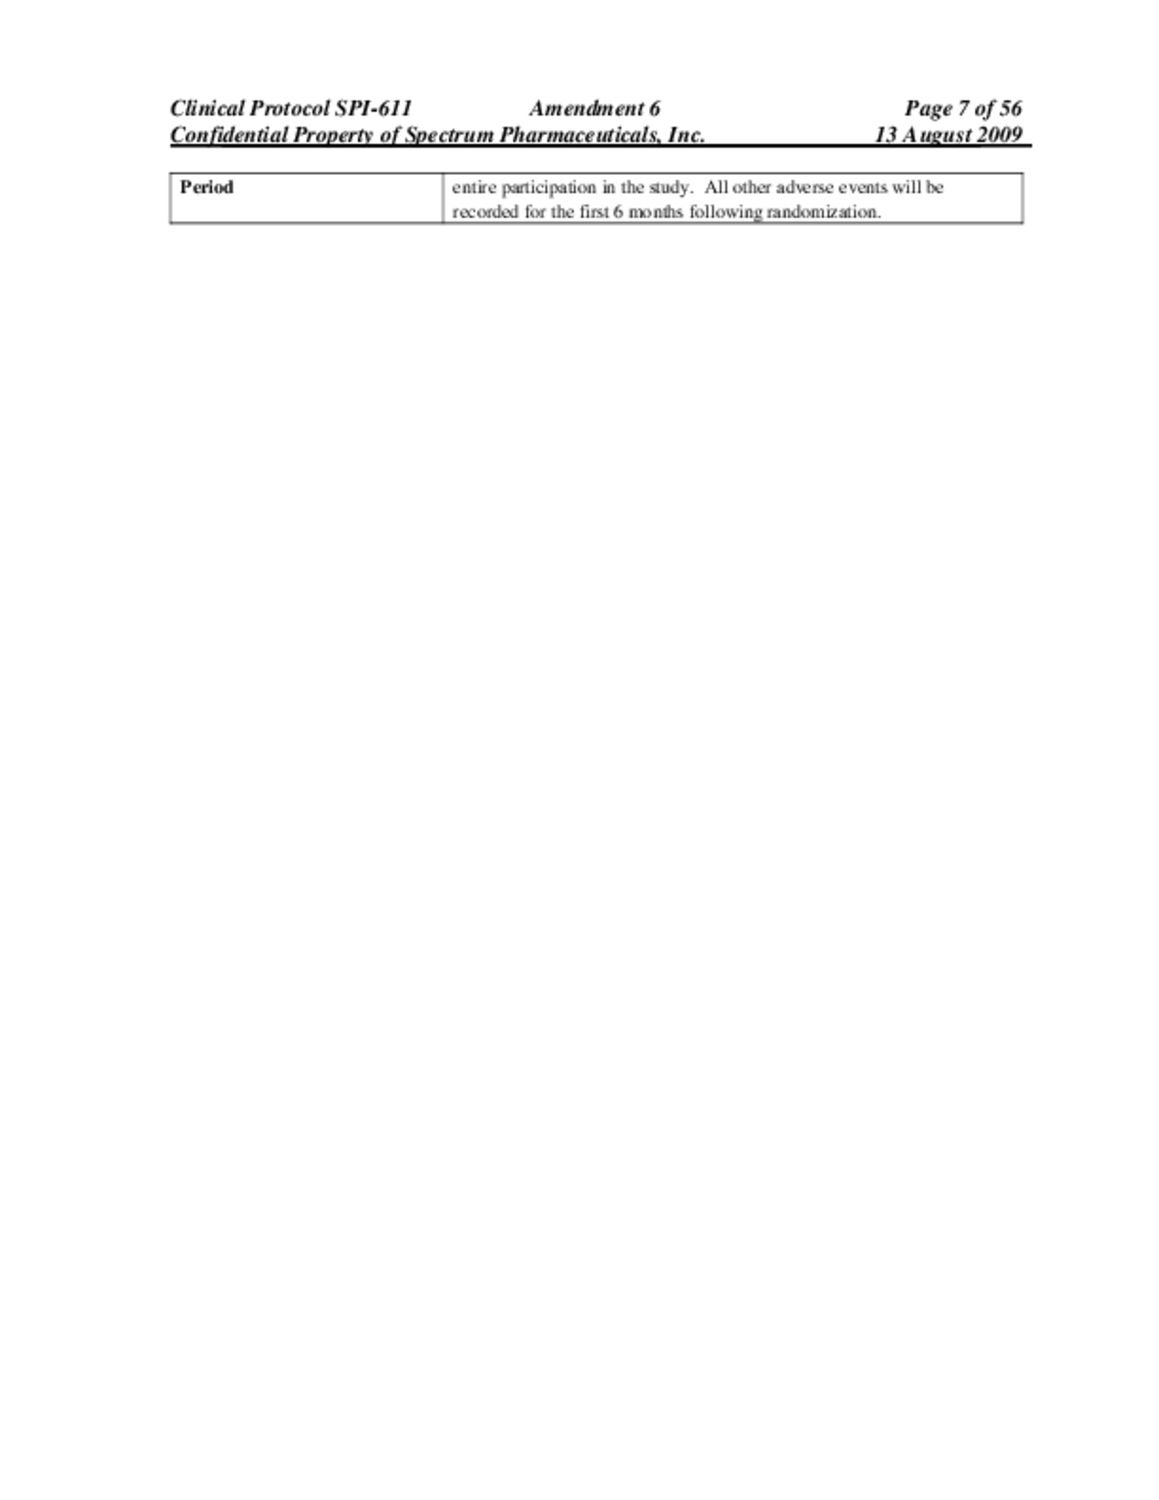 Clinical Protocol SPI-611 Amendment 6 Page 7 of 56
Confidential Property of Spectrum Pharmaceuticals, Inc. 13 August 2009
Period entire participation in the study. All other adverse events will be
recorded for the first 6 months following randomization.